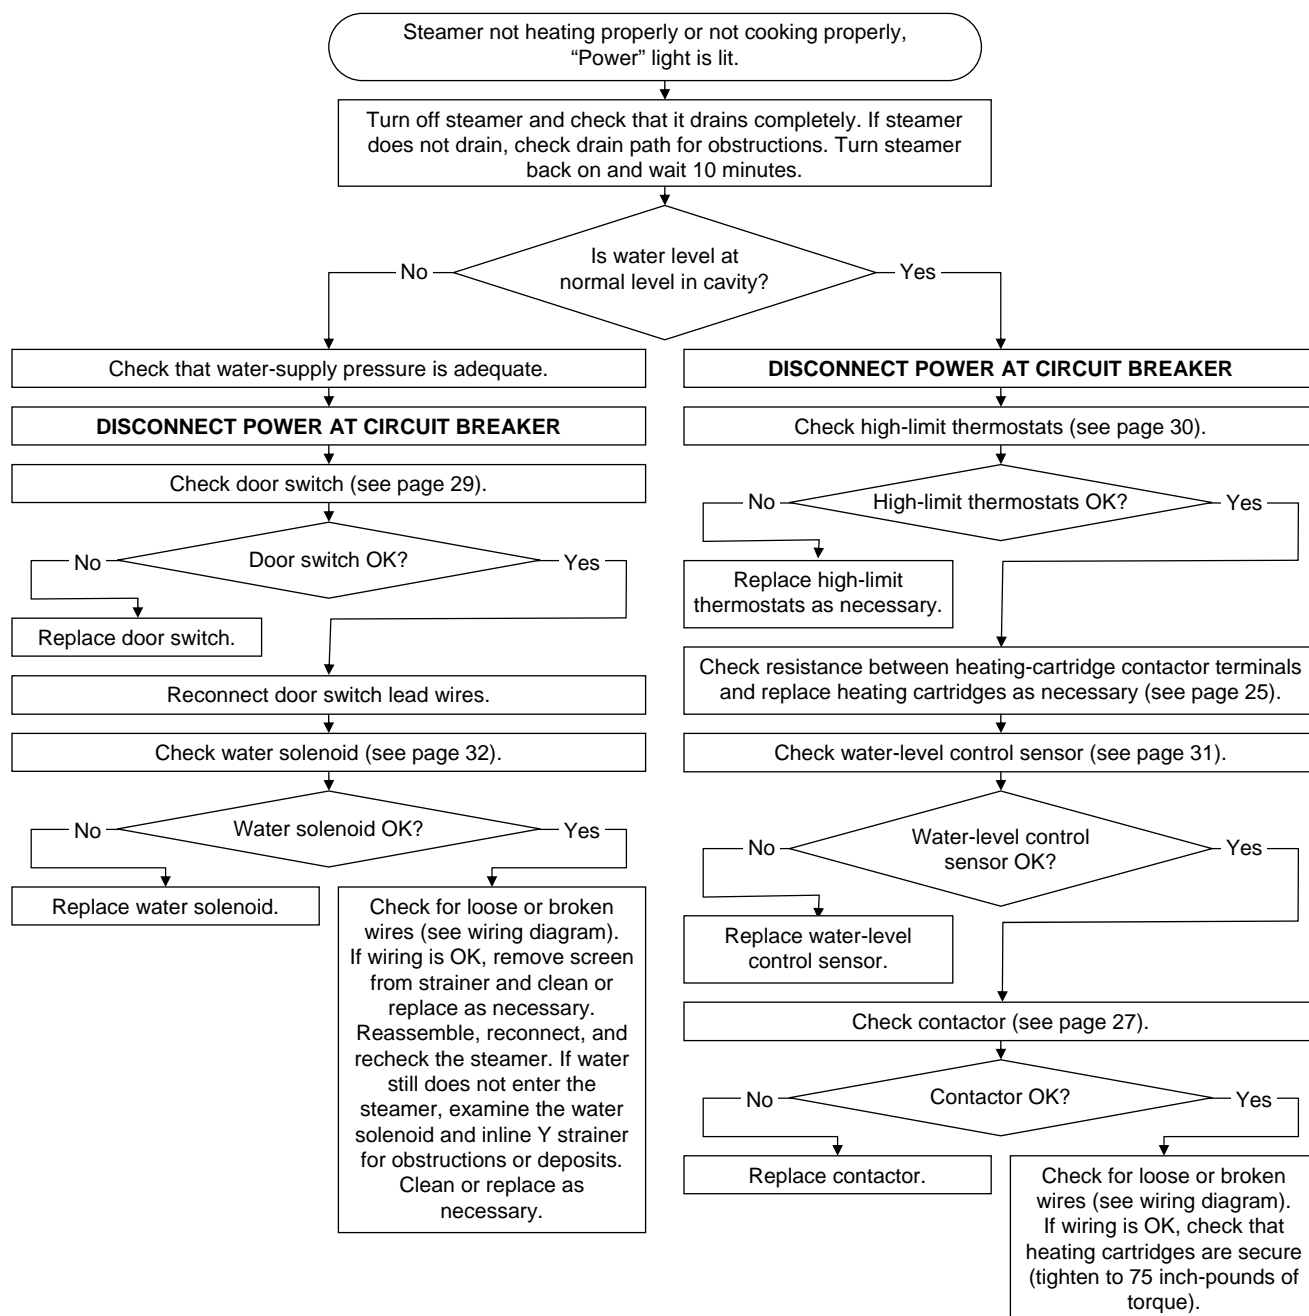 Steamer not heating properly or not cooking properly,
“Power” light is lit.
Turn off steamer and check that it drains completely. If steamer
does not drain, check drain path for obstructions. Turn steamer
back on and wait 10 minutes.
Is water level at
normal level in cavity?
No
Yes
Check that water-supply pressure is adequate.
DISCONNECT POWER AT CIRCUIT BREAKER
Check door switch (see page 29).
Door switch OK?
No
Yes
Replace door switch.
Reconnect door switch lead wires.
Check water solenoid (see page 32).
Water solenoid OK?
No
Yes
Replace water solenoid.
Check for loose or broken
wires (see wiring diagram).
If wiring is OK, remove screen
from strainer and clean or
replace as necessary.
Reassemble, reconnect, and
recheck the steamer. If water
still does not enter the
steamer, examine the water
solenoid and inline Y strainer
for obstructions or deposits.
Clean or replace as
necessary.
DISCONNECT POWER AT CIRCUIT BREAKER
Check high-limit thermostats (see page 30).
High-limit thermostats OK?
No
Yes
Replace high-limit
thermostats as necessary.
Check resistance between heating-cartridge contactor terminals
and replace heating cartridges as necessary (see page 25).
Check water-level control sensor (see page 31).
Water-level control
sensor OK?
No
Yes
Replace water-level
control sensor.
Check contactor (see page 27).
Contactor OK?
No
Yes
Replace contactor.
Check for loose or broken
wires (see wiring diagram).
If wiring is OK, check that
heating cartridges are secure
(tighten to 75 inch-pounds of
torque).